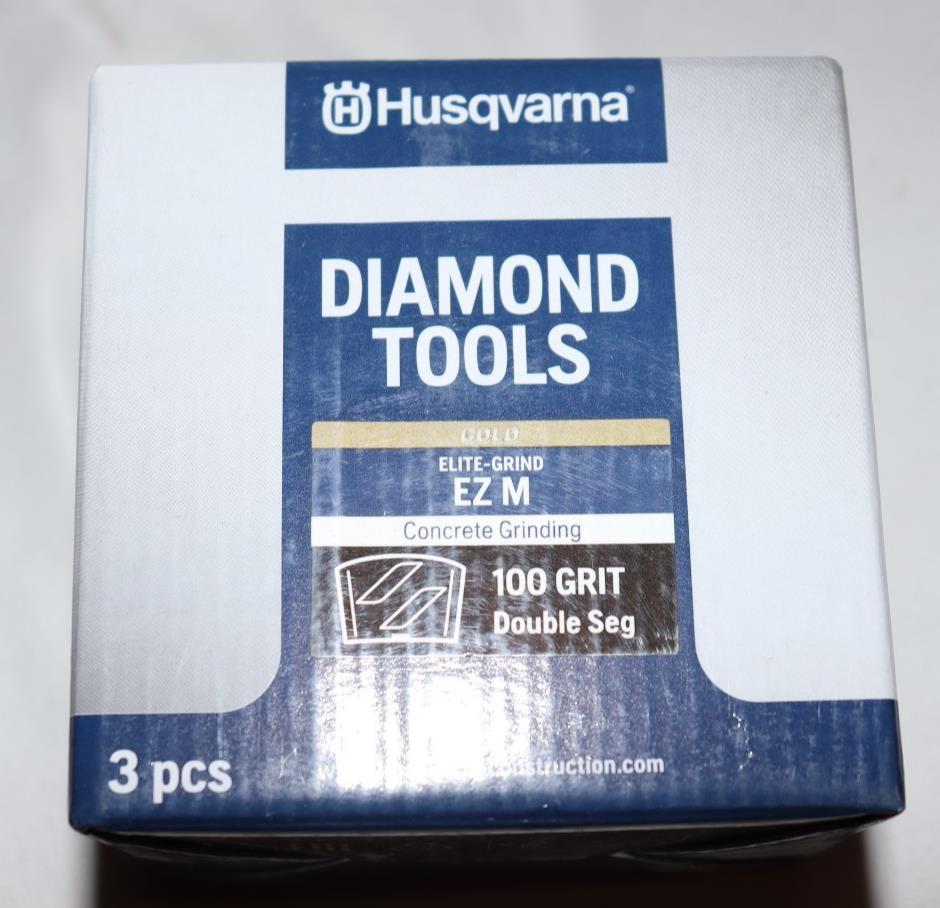 Husqvarna®
DIAMOND
TOOLS
GOLD
ELITE-GRIND
EZ M
Concrete Grinding
100 GRIT
Double Seg
3 pcs